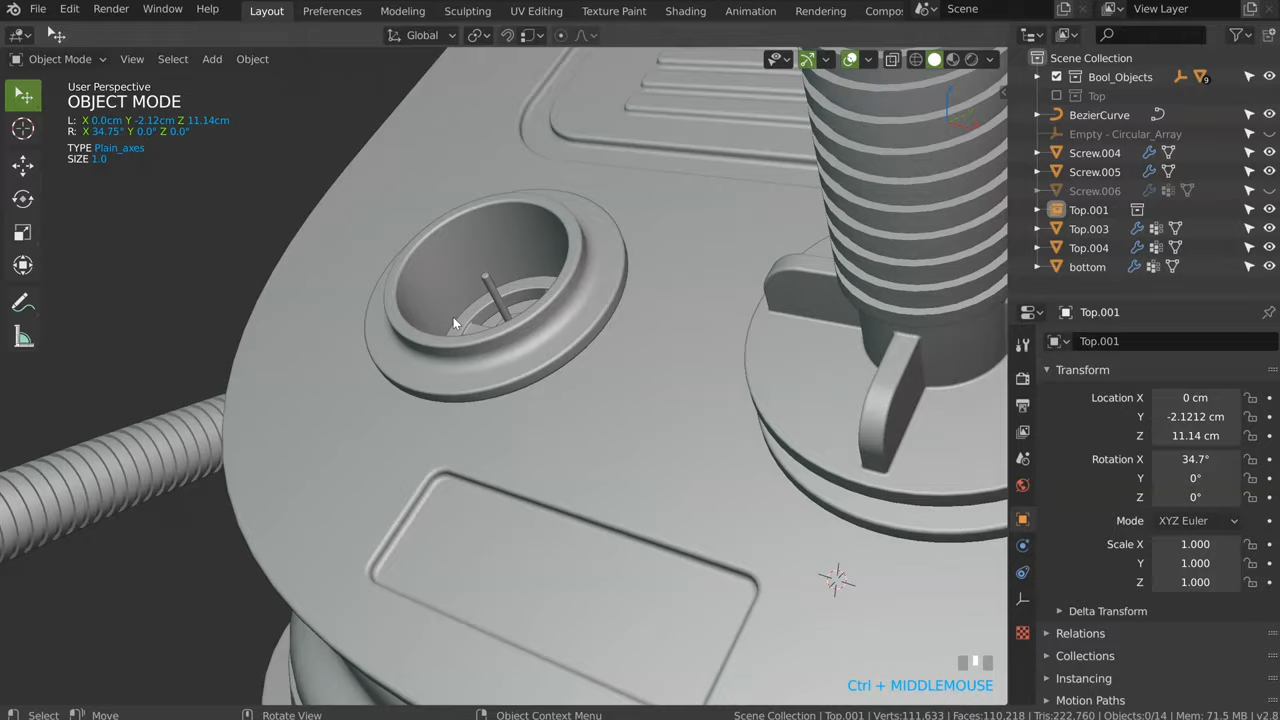 File Edit Render Window Help Layout Preferences Modeling Sculpting UV Editing Texture Paint Shading Animation Rendering Compos Scene View Layer
Global
Object Mode View Select Add Object
User Perspective
OBJECT MODE
L: X 0.0cm Y -2.12cm Z 11.14cm
R: X 34.75° Y 0.0° Z 0.0°
TYPE Plain_axes
SIZE 1.0
Scene Collection
Bool_Objects 9
Top
BezierCurve
Empty - Circular_Array
Screw.004
Screw.005
Screw.006
Top.001
Top.003
Top.004
bottom
Top.001
Top.001
Transform
Location X 0 cm
Y -2.1212 cm
Z 11.14 cm
Rotation X 34.7°
Y 0°
Z 0°
Mode XYZ Euler
Scale X 1.000
Y 1.000
Z 1.000
Delta Transform
Relations
Collections
Instancing
Motion Paths
Ctrl + MIDDLEMOUSE
Select Move Rotate View Object Context Menu Scene Collection | Top.001 | Verts:111.633 | Faces:110.218 | Tris:222.760 | Objects:0/14 | Mem: 71.5 MB | v2.8